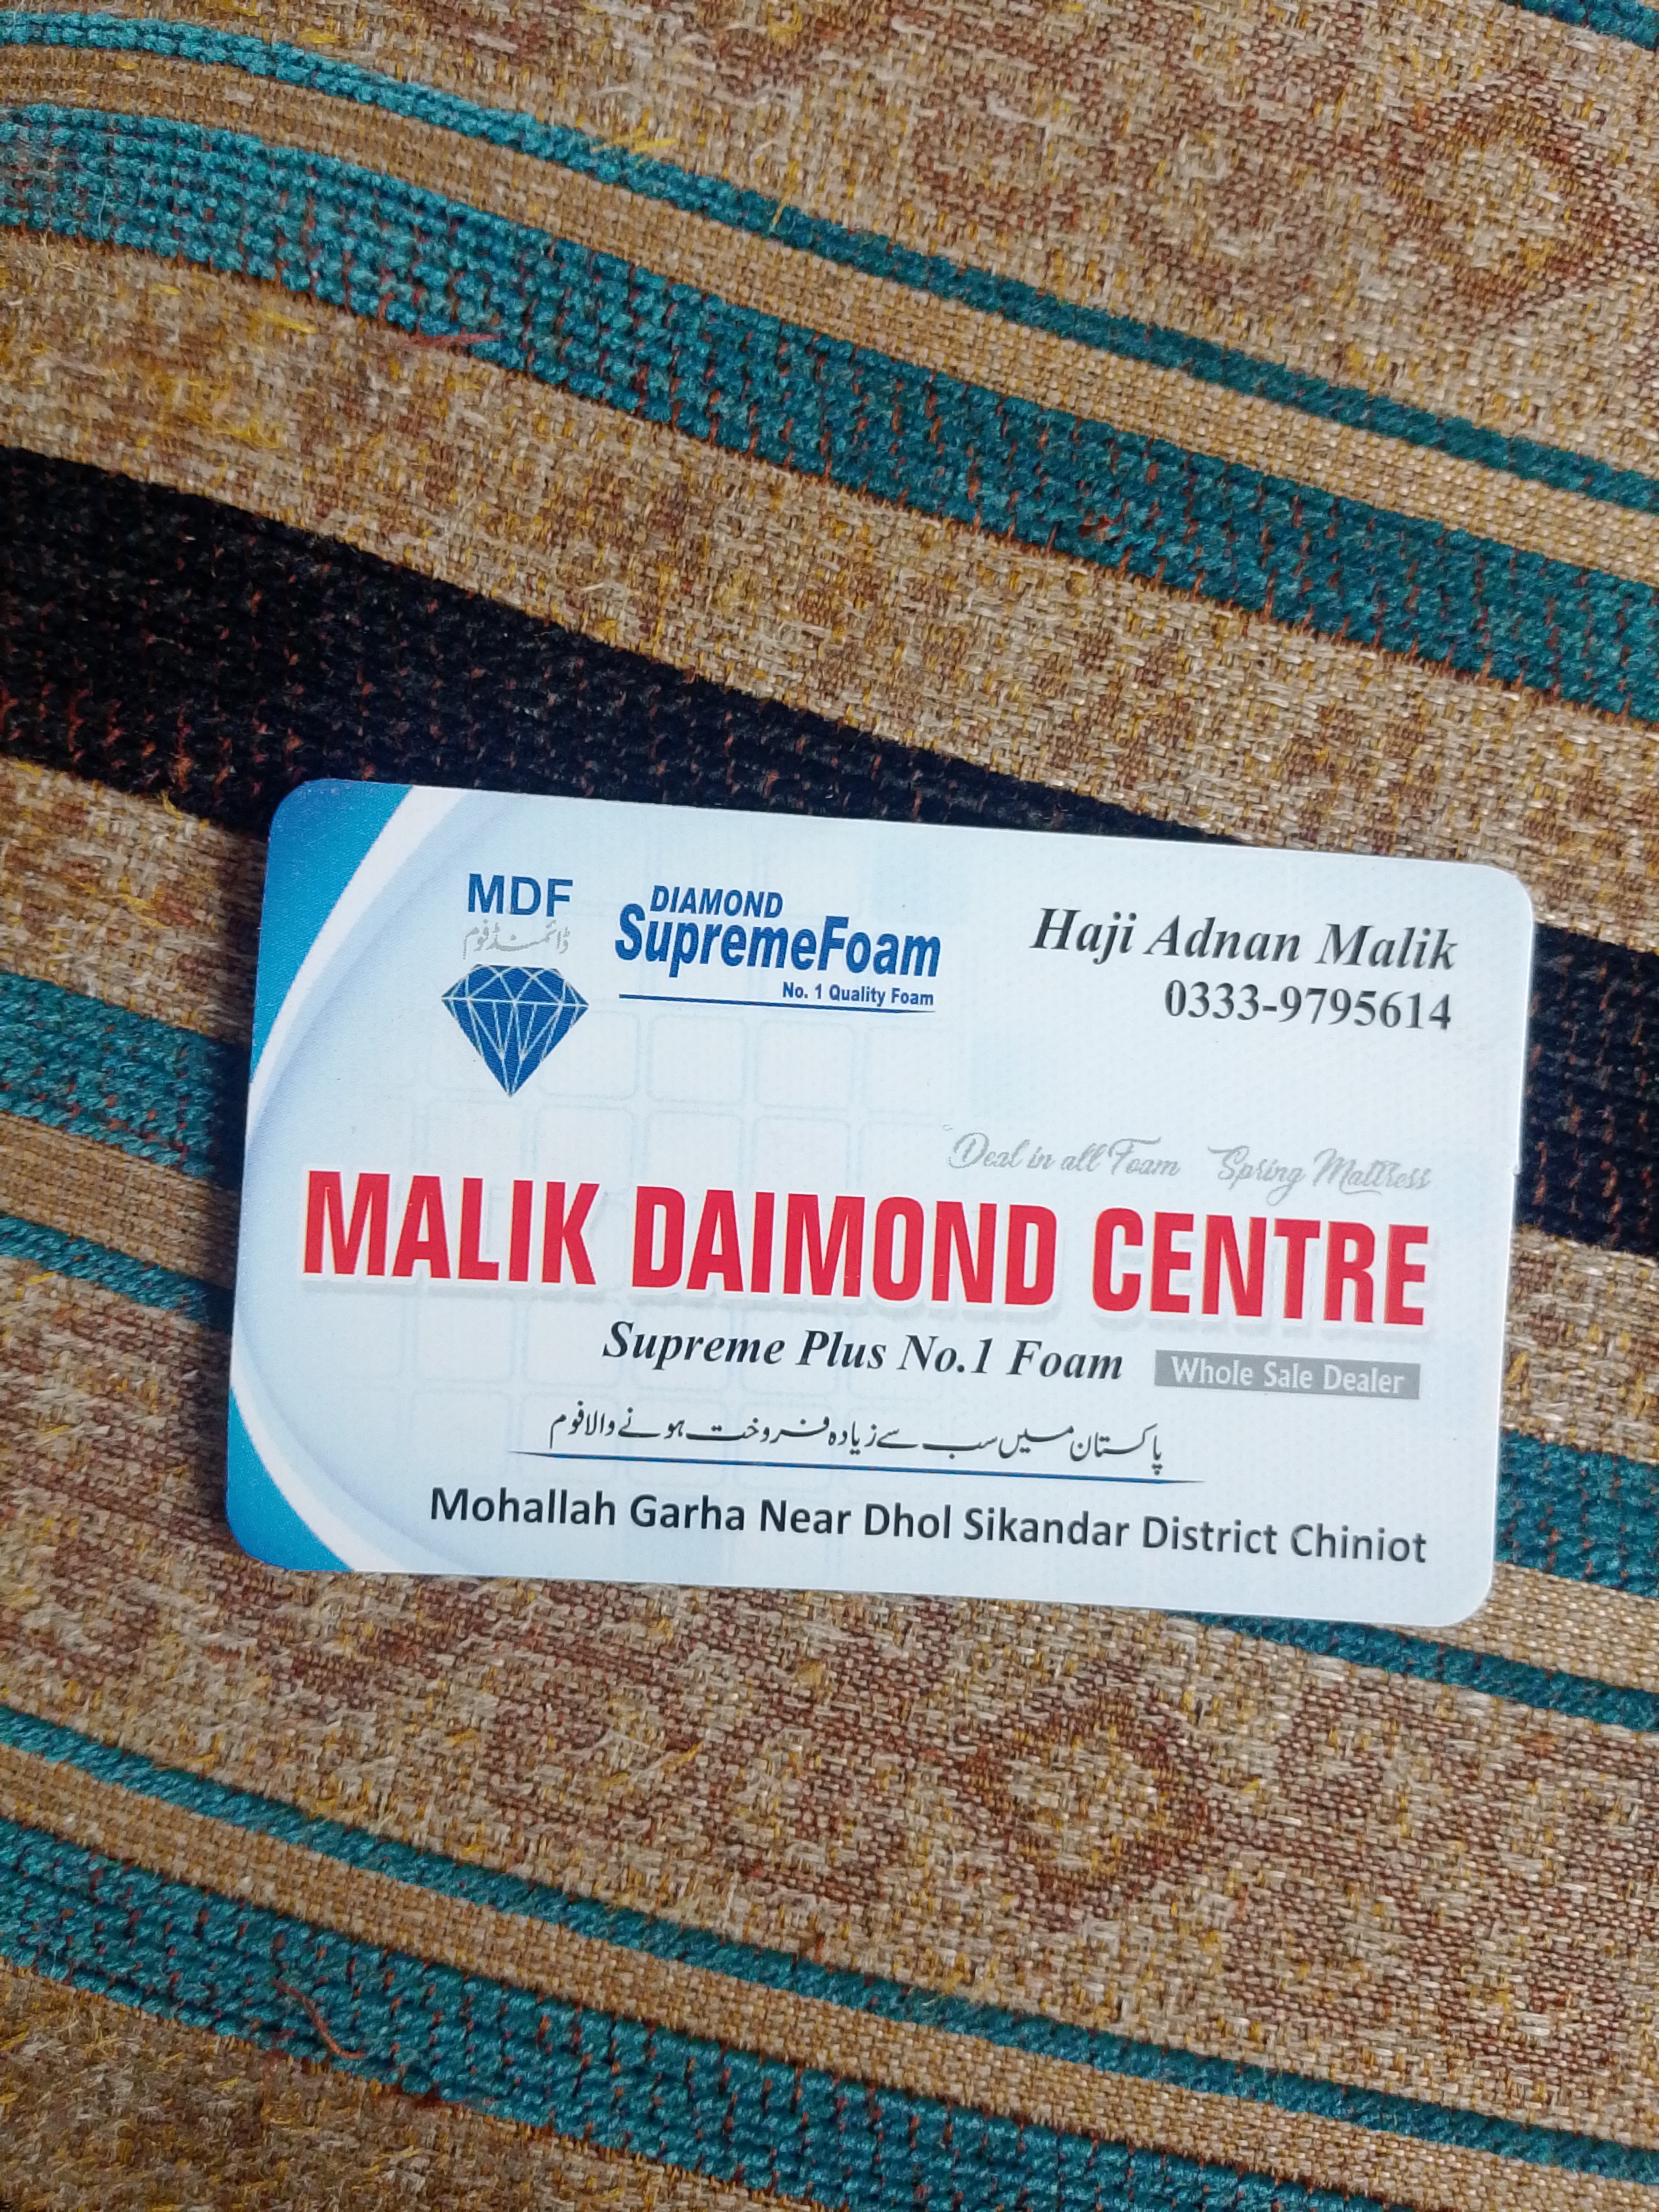 MDF
ڈائمنڈ فوم
DIAMOND
SupremeFoam
No. 1 Quality Foam
Haji Adnan Malik
0333-9795614
Deal in all Foam Spring Mattress
MALIK DAIMOND CENTRE
Supreme Plus No.1 Foam
Whole Sale Dealer
پاکستان میں سب سے زیادہ فروخت ہونے والا فوم
Mohallah Garha Near Dhol Sikandar District Chiniot